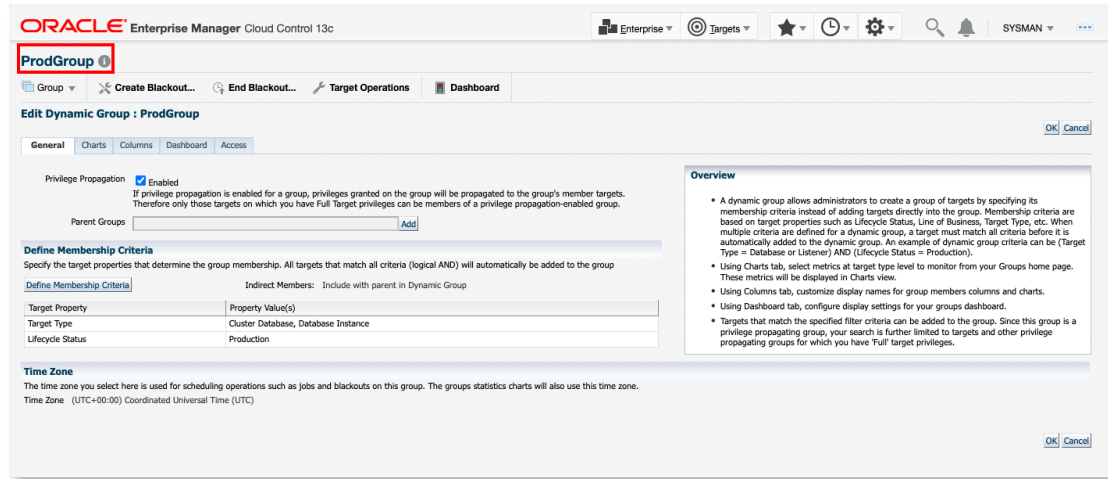 ORACLE Enterprise Manager Cloud Control 13c
Enterprise
Targets
SYSMAN
ProdGroup
Group
Create Blackout...
End Blackout...
Target Operations
Dashboard
Edit Dynamic Group : ProdGroup
OK Cancel
General Charts Columns Dashboard Access
Privilege Propagation
Enabled
If privilege propagation is enabled for a group, privileges granted on the group will be propagated to the group's member targets.
Therefore only those targets on which you have Full Target privileges can be members of a privilege propagation-enabled group.
Parent Groups
Add
Define Membership Criteria
Specify the target properties that determine the group membership. All targets that match all criteria (logical AND) will automatically be added to the group
Define Membership Criteria
Indirect Members: Include with parent in Dynamic Group
Target Property Property Value(s)
Target Type Cluster Database, Database Instance
Lifecycle Status Production
Overview
• A dynamic group allows administrators to create a group of targets by specifying its
membership criteria instead of adding targets directly into the group. Membership criteria are
based on target properties such as Lifecycle Status, Line of Business, Target Type, etc. When
multiple criteria are defined for a dynamic group, a target must match all criteria before it is
automatically added to the dynamic group. An example of dynamic group criteria can be (Target
Type = Database or Listener) AND (Lifecycle Status = Production).
• Using Charts tab, select metrics at target type level to monitor from your Groups home page.
These metrics will be displayed in Charts view.
• Using Columns tab, customize display names for group members columns and charts.
• Using Dashboard tab, configure display settings for your groups dashboard.
• Targets that match the specified filter criteria can be added to the group. Since this group is a
privilege propagating group, your search is further limited to targets and other privilege
propagating groups for which you have 'Full' target privileges.
Time Zone
The time zone you select here is used for scheduling operations such as jobs and blackouts on this group. The groups statistics charts will also use this time zone.
Time Zone (UTC+00:00) Coordinated Universal Time (UTC)
OK Cancel